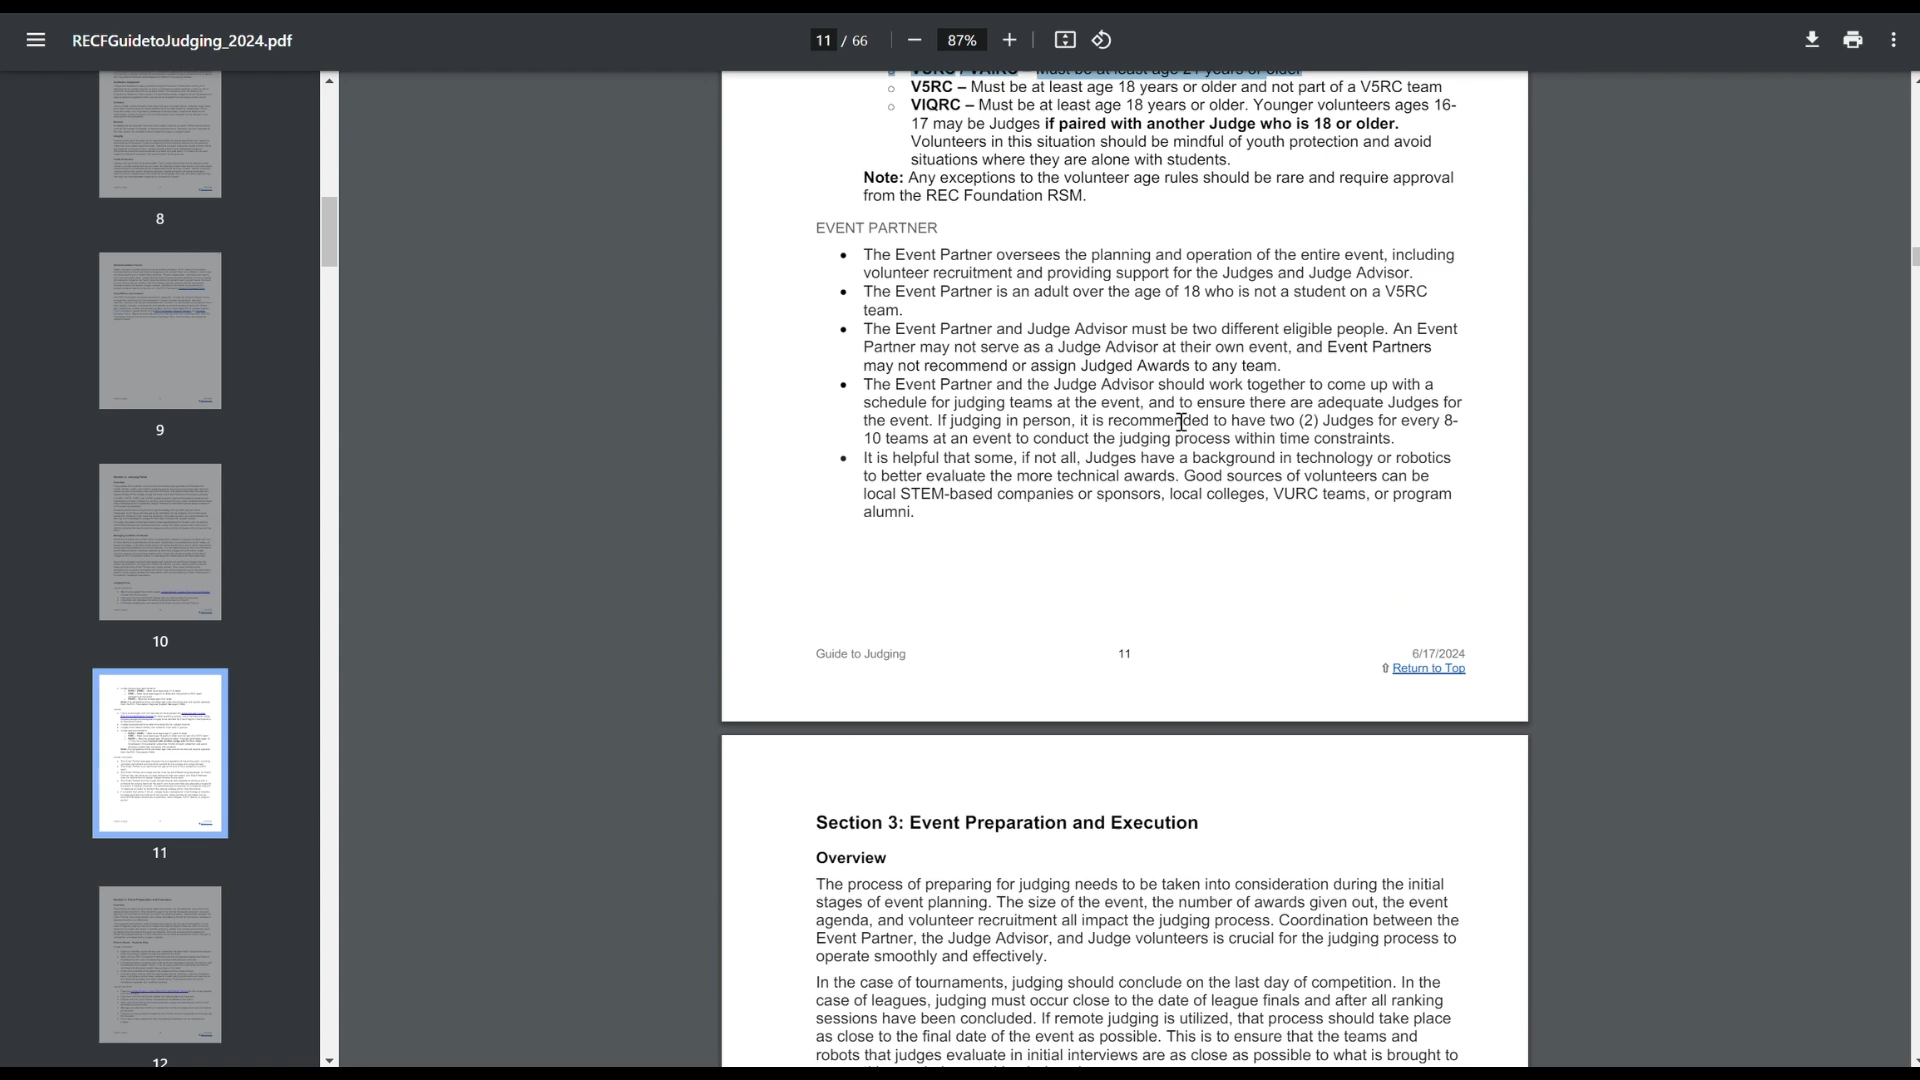 RECFGuidetoJudging_2024.pdf
11 / 66
87%
8
9
10
11
12
VURC / VAIRC – Must be at least age 21 years or older
V5RC – Must be at least age 18 years or older and not part of a V5RC team
VIQRC – Must be at least age 18 years or older. Younger volunteers ages 16-
17 may be Judges if paired with another Judge who is 18 or older.
Volunteers in this situation should be mindful of youth protection and avoid
situations where they are alone with students.
Note: Any exceptions to the volunteer age rules should be rare and require approval
from the REC Foundation RSM.
EVENT PARTNER
• The Event Partner oversees the planning and operation of the entire event, including
volunteer recruitment and providing support for the Judges and Judge Advisor.
• The Event Partner is an adult over the age of 18 who is not a student on a V5RC
team.
• The Event Partner and Judge Advisor must be two different eligible people. An Event
Partner may not serve as a Judge Advisor at their own event, and Event Partners
may not recommend or assign Judged Awards to any team.
• The Event Partner and the Judge Advisor should work together to come up with a
schedule for judging teams at the event, and to ensure there are adequate Judges for
the event. If judging in person, it is recommended to have two (2) Judges for every 8-
10 teams at an event to conduct the judging process within time constraints.
• It is helpful that some, if not all, Judges have a background in technology or robotics
to better evaluate the more technical awards. Good sources of volunteers can be
local STEM-based companies or sponsors, local colleges, VURC teams, or program
alumni.
Guide to Judging 11 6/17/2024
⇧ Return to Top
Section 3: Event Preparation and Execution
Overview
The process of preparing for judging needs to be taken into consideration during the initial
stages of event planning. The size of the event, the number of awards given out, the event
agenda, and volunteer recruitment all impact the judging process. Coordination between the
Event Partner, the Judge Advisor, and Judge volunteers is crucial for the judging process to
operate smoothly and effectively.
In the case of tournaments, judging should conclude on the last day of competition. In the
case of leagues, judging must occur close to the date of league finals and after all ranking
sessions have been concluded. If remote judging is utilized, that process should take place
as close to the final date of the event as possible. This is to ensure that the teams and
robots that judges evaluate in initial interviews are as close as possible to what is brought to